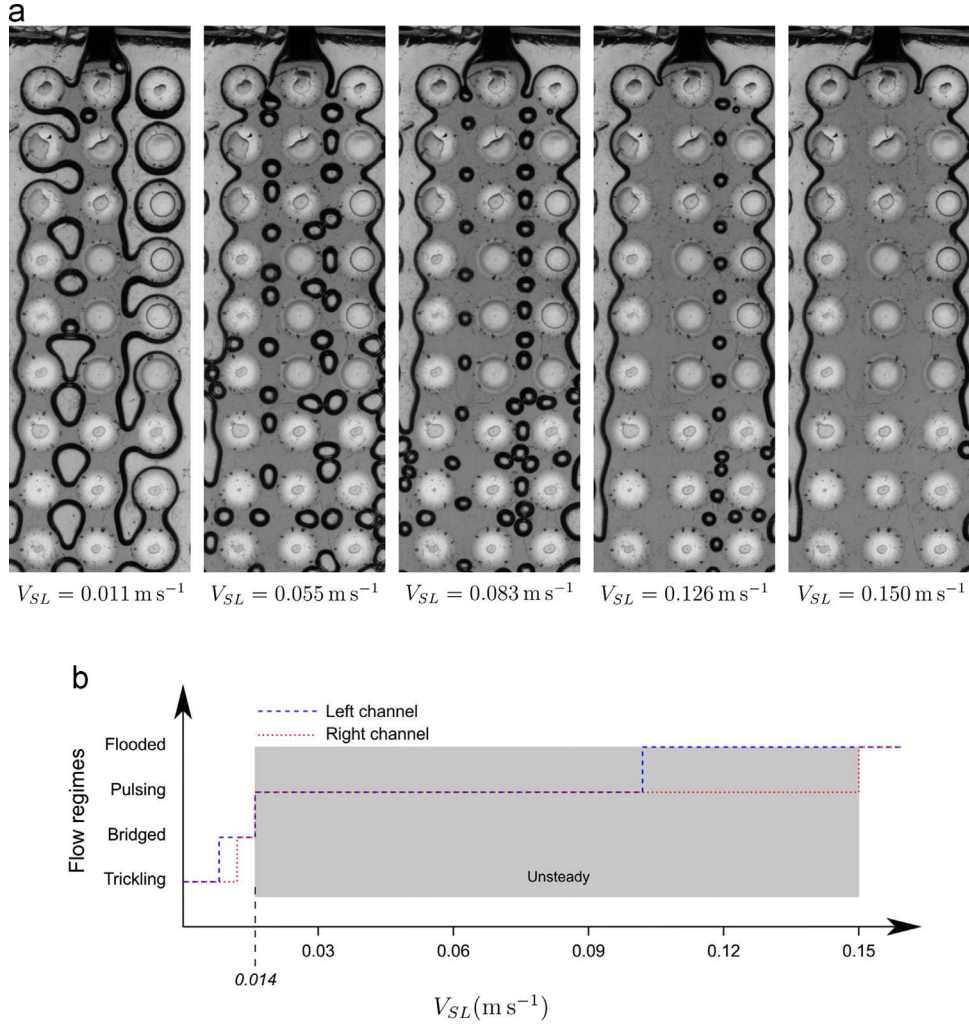 a
V_SL = 0.011 m s⁻¹ V_SL = 0.055 m s⁻¹ V_SL = 0.083 m s⁻¹ V_SL = 0.126 m s⁻¹ V_SL = 0.150 m s⁻¹
b
Left channel
Right channel
Flow regimes
Flooded
Pulsing
Bridged
Trickling
Unsteady
0.03 0.06 0.09 0.12 0.15
0.014
V_SL(m s⁻¹)